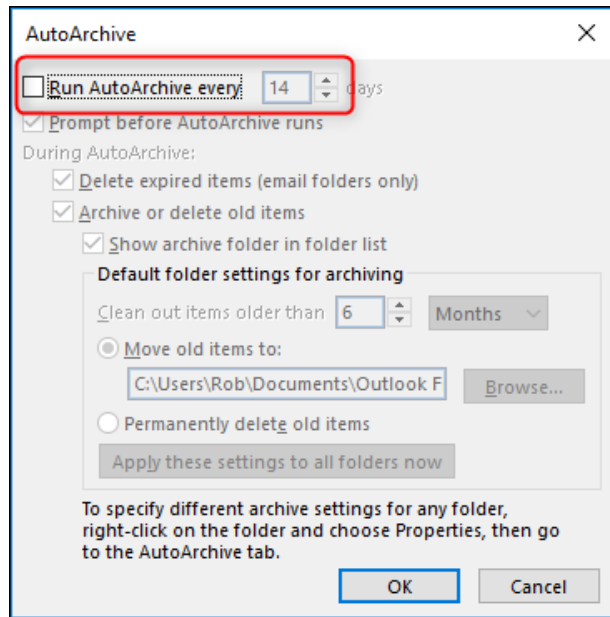 AutoArchive
Run AutoArchive every 14 days
Prompt before AutoArchive runs
During AutoArchive:
Delete expired items (email folders only)
Archive or delete old items
Show archive folder in folder list
Default folder settings for archiving
Clean out items older than 6 Months
Move old items to:
C:\Users\Rob\Documents\Outlook F Browse...
Permanently delete old items
Apply these settings to all folders now
To specify different archive settings for any folder,
right-click on the folder and choose Properties, then go
to the AutoArchive tab.
OK Cancel